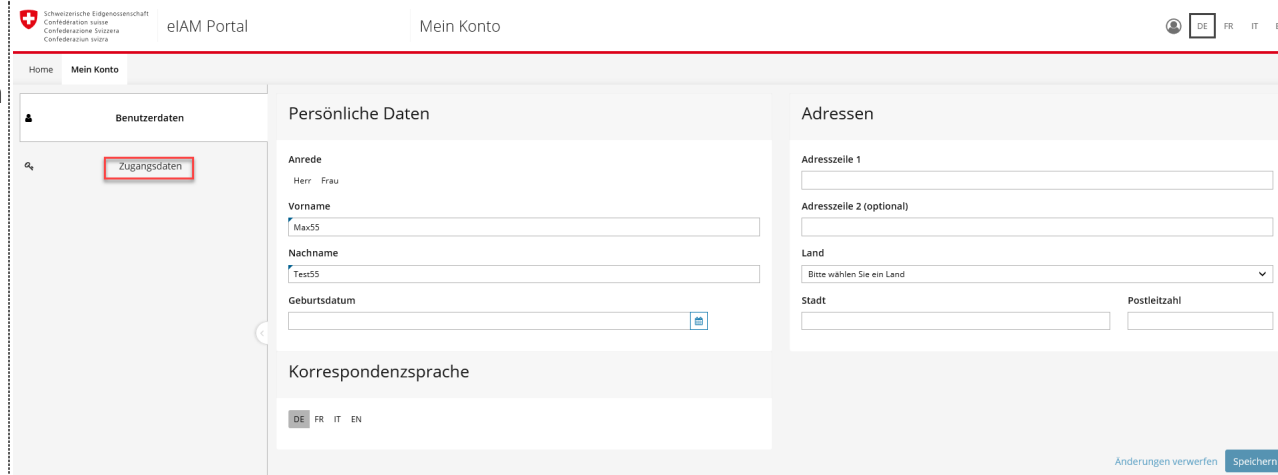 Schweizerische Eidgenossenschaft
Confédération suisse
Confederazione Svizzera
Confederaziun svizra
eIAM Portal
Mein Konto
DE FR IT
Home Mein Konto
Benutzerdaten
Zugangsdaten
Persönliche Daten
Anrede
Herr Frau
Vorname
Max55
Nachname
Test55
Geburtsdatum
Korrespondenzsprache
DE FR IT EN
Adressen
Adresszeile 1
Adresszeile 2 (optional)
Land
Bitte wählen Sie ein Land
Stadt Postleitzahl
Änderungen verwerfen Speichern